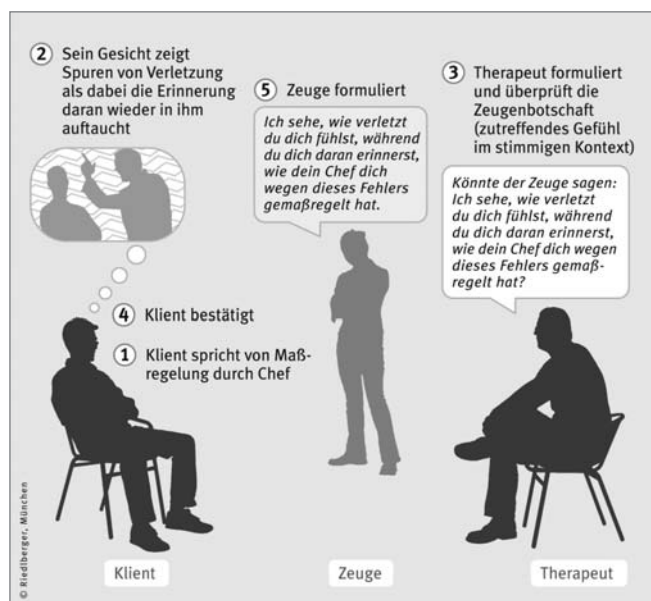 2 Sein Gesicht zeigt
Spuren von Verletzung
als dabei die Erinnerung
daran wieder in ihm
auftaucht
5 Zeuge formuliert
Ich sehe, wie verletzt
du dich fühlst, während
du dich daran erinnerst,
wie dein Chef dich
wegen dieses Fehlers
gemaßregelt hat.
3 Therapeut formuliert
und überprüft die
Zeugenbotschaft
(zutreffendes Gefühl
im stimmigen Kontext)
Könnte der Zeuge sagen:
Ich sehe, wie verletzt
du dich fühlst, während
du dich daran erinnerst,
wie dein Chef dich wegen
dieses Fehlers gemaß-
regelt hat?
4 Klient bestätigt
1 Klient spricht von Maß-
regelung durch Chef
© Riedlberger, München
Klient
Zeuge
Therapeut